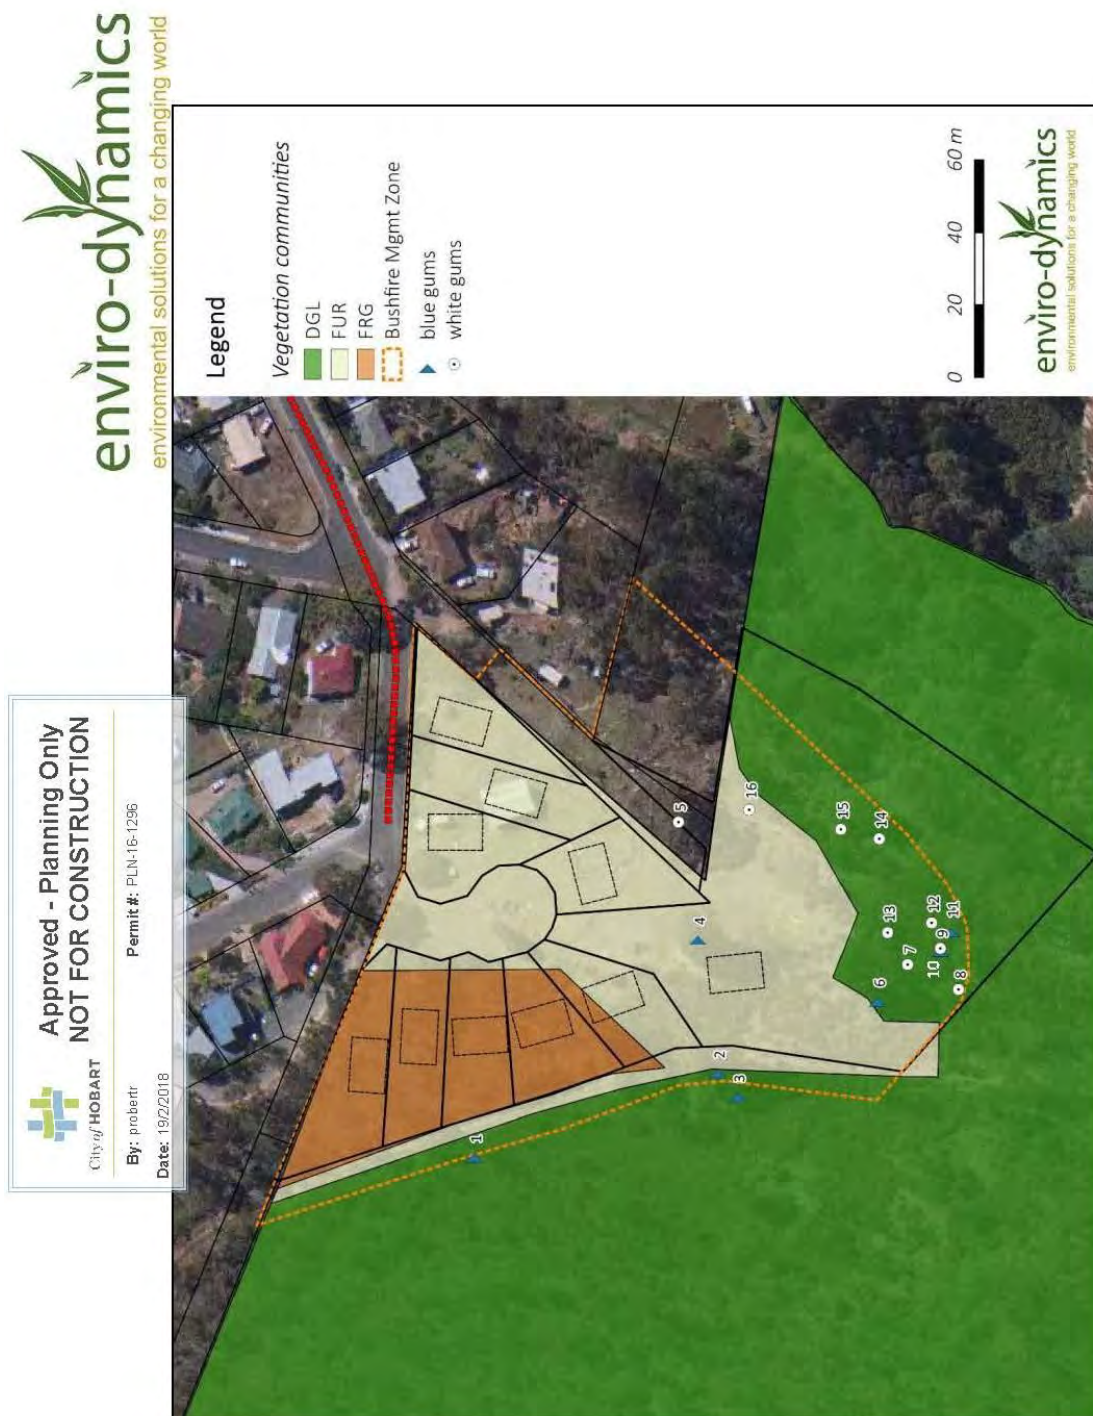 enviro-dynamics
environmental solutions for a changing world
City of HOBART
Approved - Planning Only
NOT FOR CONSTRUCTION
By: probertr
Permit #: PLN-16-1296
Date: 19/2/2018
Legend
Vegetation communities
DGL
FUR
FRG
Bushfire Mgmt Zone
blue gums
white gums
0 20 40 60 m
enviro-dynamics
environmental solutions for a changing world
1
2
3
4
5
6
7
8
9
10
11
12
13
14
15
16